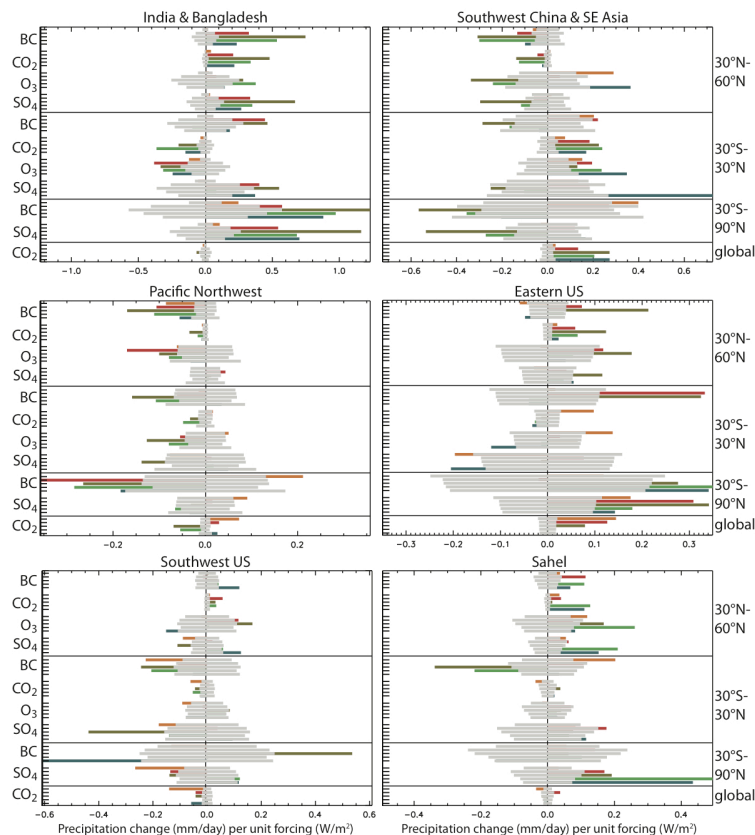 India & Bangladesh
Southwest China & SE Asia
BC
CO2
O3
SO4
30°N-
60°N
BC
CO2
O3
SO4
30°S-
30°N
BC
SO4
30°S-
90°N
CO2
global
−1.0 −0.5 0.0 0.5 1.0
−0.6 −0.4 −0.2 0.0 0.2 0.4 0.6
Pacific Northwest
Eastern US
BC
CO2
O3
SO4
30°N-
60°N
BC
CO2
O3
SO4
30°S-
30°N
BC
SO4
30°S-
90°N
CO2
global
−0.2 0.0 0.2
−0.3 −0.2 −0.1 0.0 0.1 0.2 0.3
Southwest US
Sahel
BC
CO2
O3
SO4
30°N-
60°N
BC
CO2
O3
SO4
30°S-
30°N
BC
SO4
30°S-
90°N
CO2
global
−0.6 −0.4 −0.2 0.0 0.2 0.4 0.6
−0.4 −0.2 0.0 0.2 0.4
Precipitation change (mm/day) per unit forcing (W/m²)
Precipitation change (mm/day) per unit forcing (W/m²)